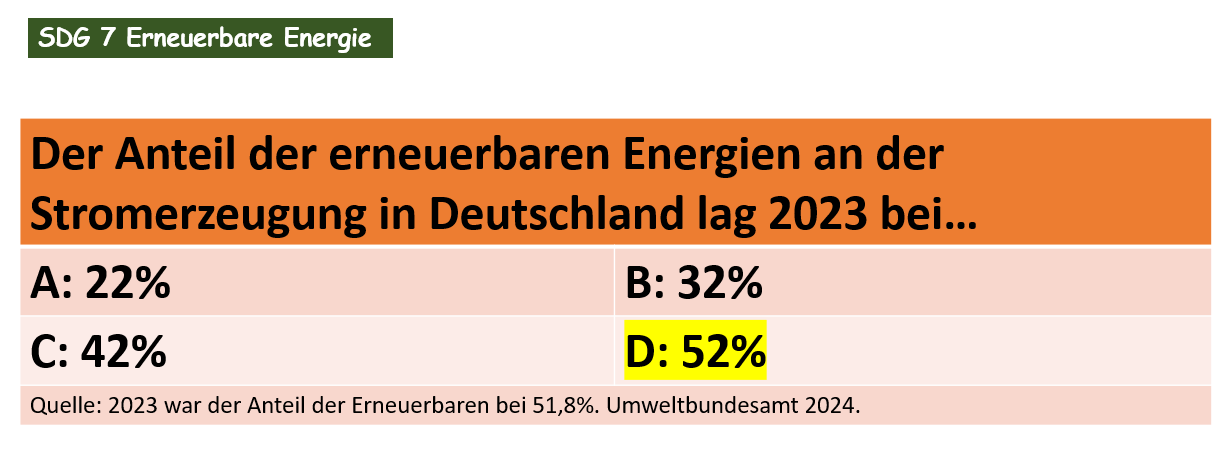 SDG 7 Erneuerbare Energie
Der Anteil der erneuerbaren Energien an der
Stromerzeugung in Deutschland lag 2023 bei…
A: 22%
B: 32%
C: 42%
D: 52%
Quelle: 2023 war der Anteil der Erneuerbaren bei 51,8%. Umweltbundesamt 2024.